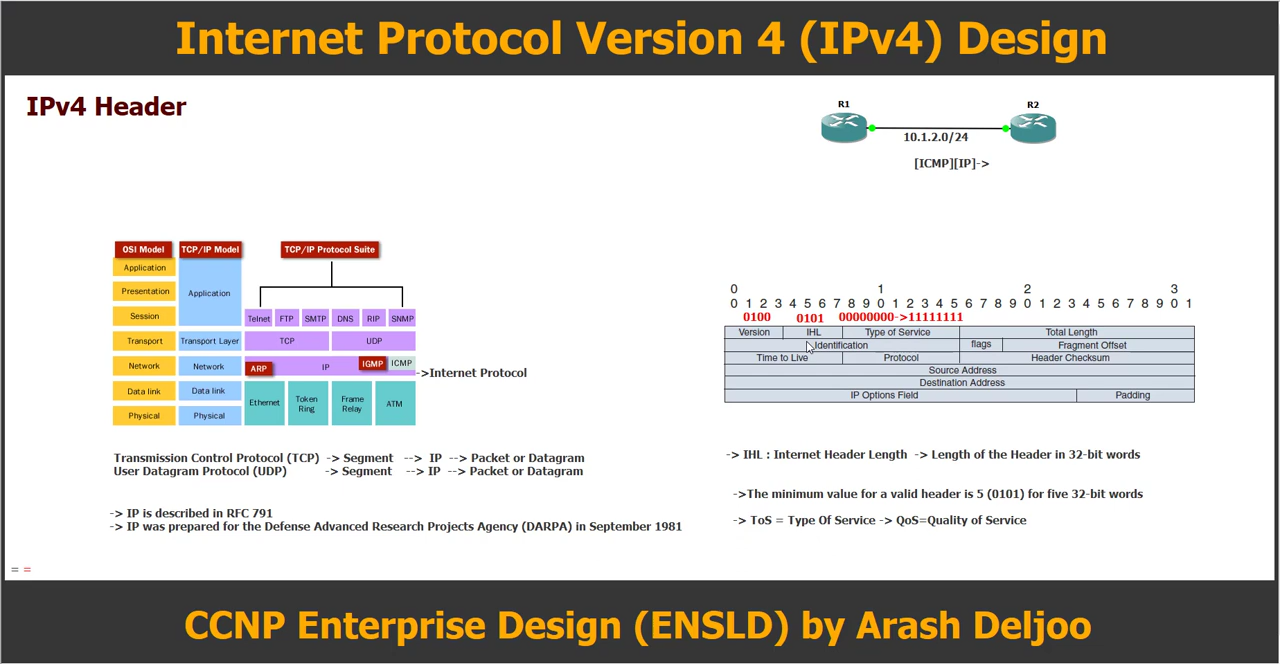 Internet Protocol Version 4 (IPv4) Design
IPv4 Header
R1 R2
10.1.2.0/24
[ICMP][IP]->
OSI Model TCP/IP Model TCP/IP Protocol Suite
Application
Presentation
Session
Transport
Network
Data link
Physical
Application
Transport Layer
Network
Data link
Physical
Telnet FTP SMTP DNS RIP SNMP
TCP UDP
ARP IP IGMP ICMP
->Internet Protocol
Ethernet Token Ring Frame Relay ATM
Transmission Control Protocol (TCP) -> Segment --> IP --> Packet or Datagram
User Datagram Protocol (UDP) -> Segment --> IP --> Packet or Datagram
-> IP is described in RFC 791
-> IP was prepared for the Defense Advanced Research Projects Agency (DARPA) in September 1981
= =
0 1 2 3
0 1 2 3 4 5 6 7 8 9 0 1 2 3 4 5 6 7 8 9 0 1 2 3 4 5 6 7 8 9 0 1
0100 0101 00000000->11111111
Version IHL Type of Service Total Length
Identification flags Fragment Offset
Time to Live Protocol Header Checksum
Source Address
Destination Address
IP Options Field Padding
-> IHL : Internet Header Length -> Length of the Header in 32-bit words
->The minimum value for a valid header is 5 (0101) for five 32-bit words
-> ToS = Type Of Service -> QoS=Quality of Service
CCNP Enterprise Design (ENSLD) by Arash Deljoo